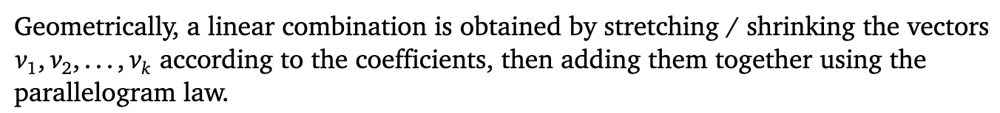 Geometrically, a linear combination is obtained by stretching / shrinking the vectors
v₁, v₂, . . . , vₖ according to the coefficients, then adding them together using the
parallelogram law.